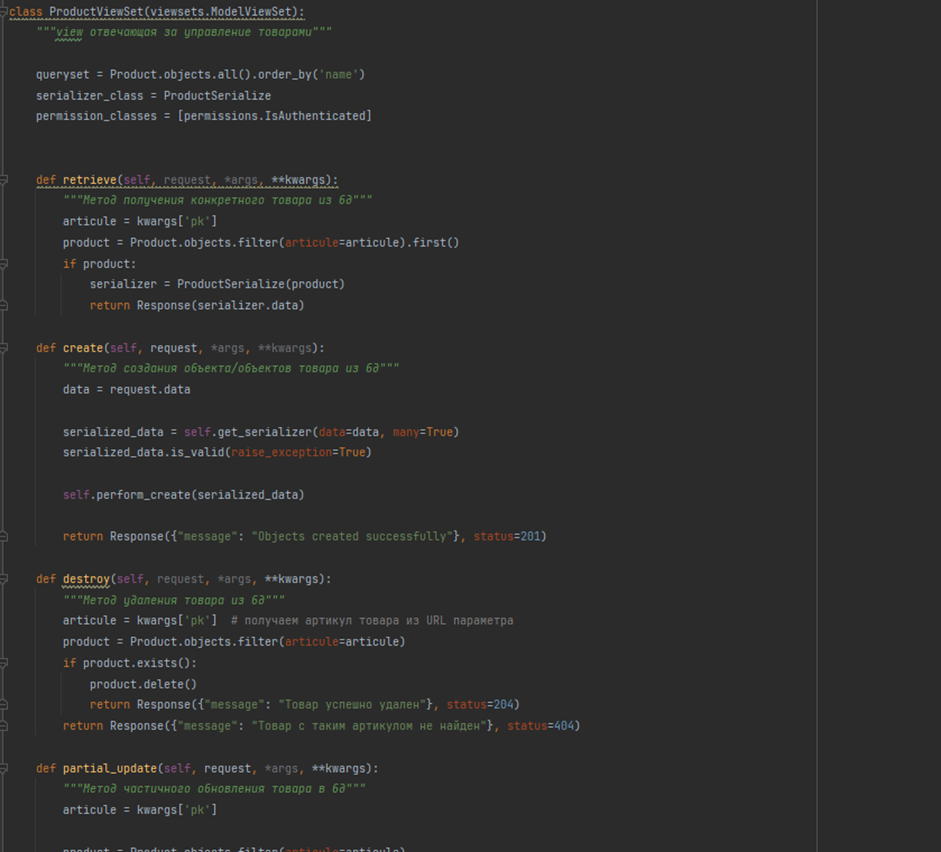 class ProductViewSet(viewsets.ModelViewSet):
"""view отвечающая за управление товарами"""
queryset = Product.objects.all().order_by('name')
serializer_class = ProductSerialize
permission_classes = [permissions.IsAuthenticated]
def retrieve(self, request, *args, **kwargs):
"""Метод получения конкретного товара из бд"""
articule = kwargs['pk']
product = Product.objects.filter(articule=articule).first()
if product:
serializer = ProductSerialize(product)
return Response(serializer.data)
def create(self, request, *args, **kwargs):
"""Метод создания объекта/объектов товара из бд"""
data = request.data
serialized_data = self.get_serializer(data=data, many=True)
serialized_data.is_valid(raise_exception=True)
self.perform_create(serialized_data)
return Response({"message": "Objects created successfully"}, status=201)
def destroy(self, request, *args, **kwargs):
"""Метод удаления товара из бд"""
articule = kwargs['pk']  # получаем артикул товара из URL параметра
product = Product.objects.filter(articule=articule)
if product.exists():
product.delete()
return Response({"message": "Товар успешно удален"}, status=204)
return Response({"message": "Товар с таким артикулом не найден"}, status=404)
def partial_update(self, request, *args, **kwargs):
"""Метод частичного обновления товара в бд"""
articule = kwargs['pk']
product = Product.objects.filter(articule=articule)